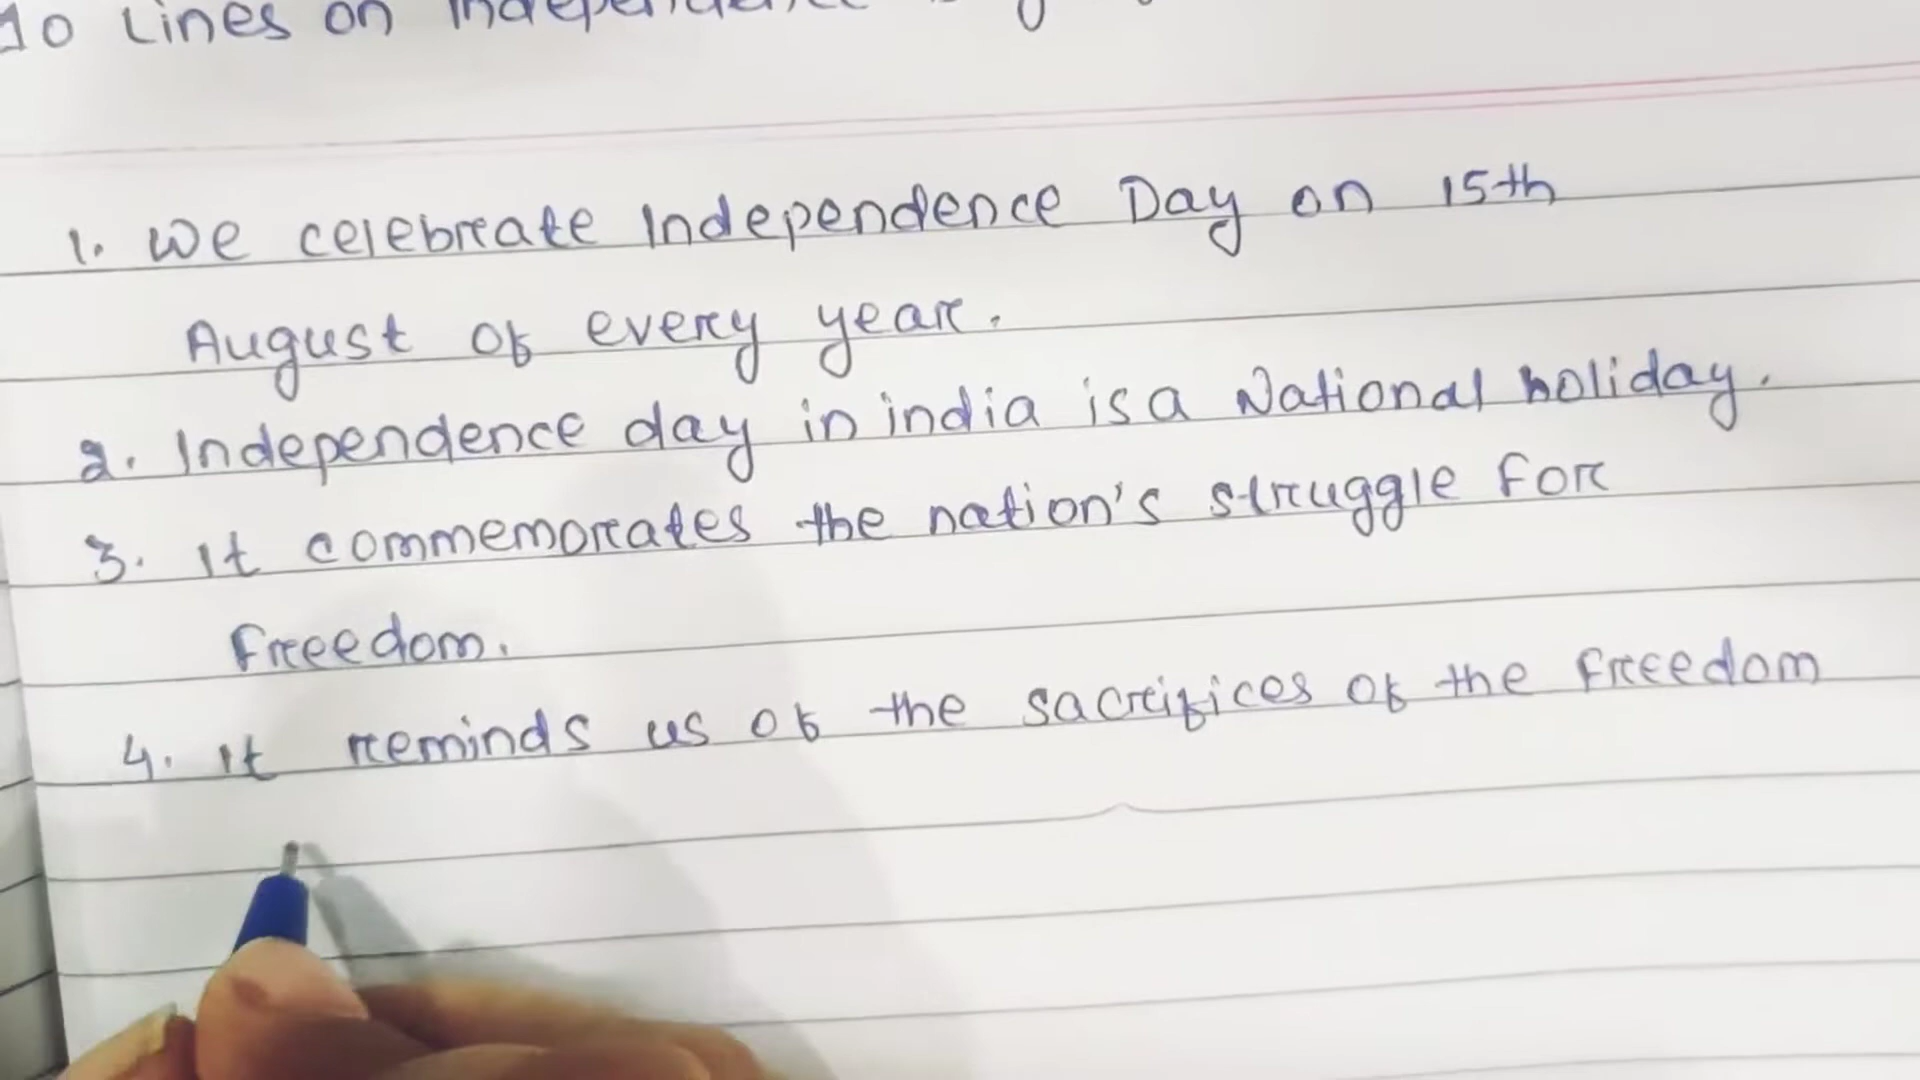 10 Lines on Independence Day
1. We celebrate Independence Day on 15th
August of every year.
2. Independence day in india is a National holiday.
3. It commemorates the nation's struggle for
freedom.
4. It reminds us of the sacrifices of the freedom